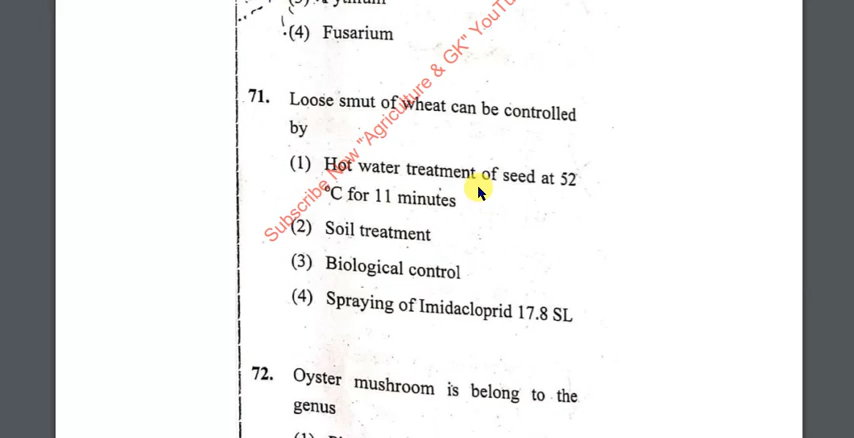 (4) Fusarium
71. Loose smut of wheat can be controlled
by
(1) Hot water treatment of seed at 52
°C for 11 minutes
(2) Soil treatment
(3) Biological control
(4) Spraying of Imidacloprid 17.8 SL
72. Oyster mushroom is belong to the
genus
Subscribe Now "Agriculture & GK"